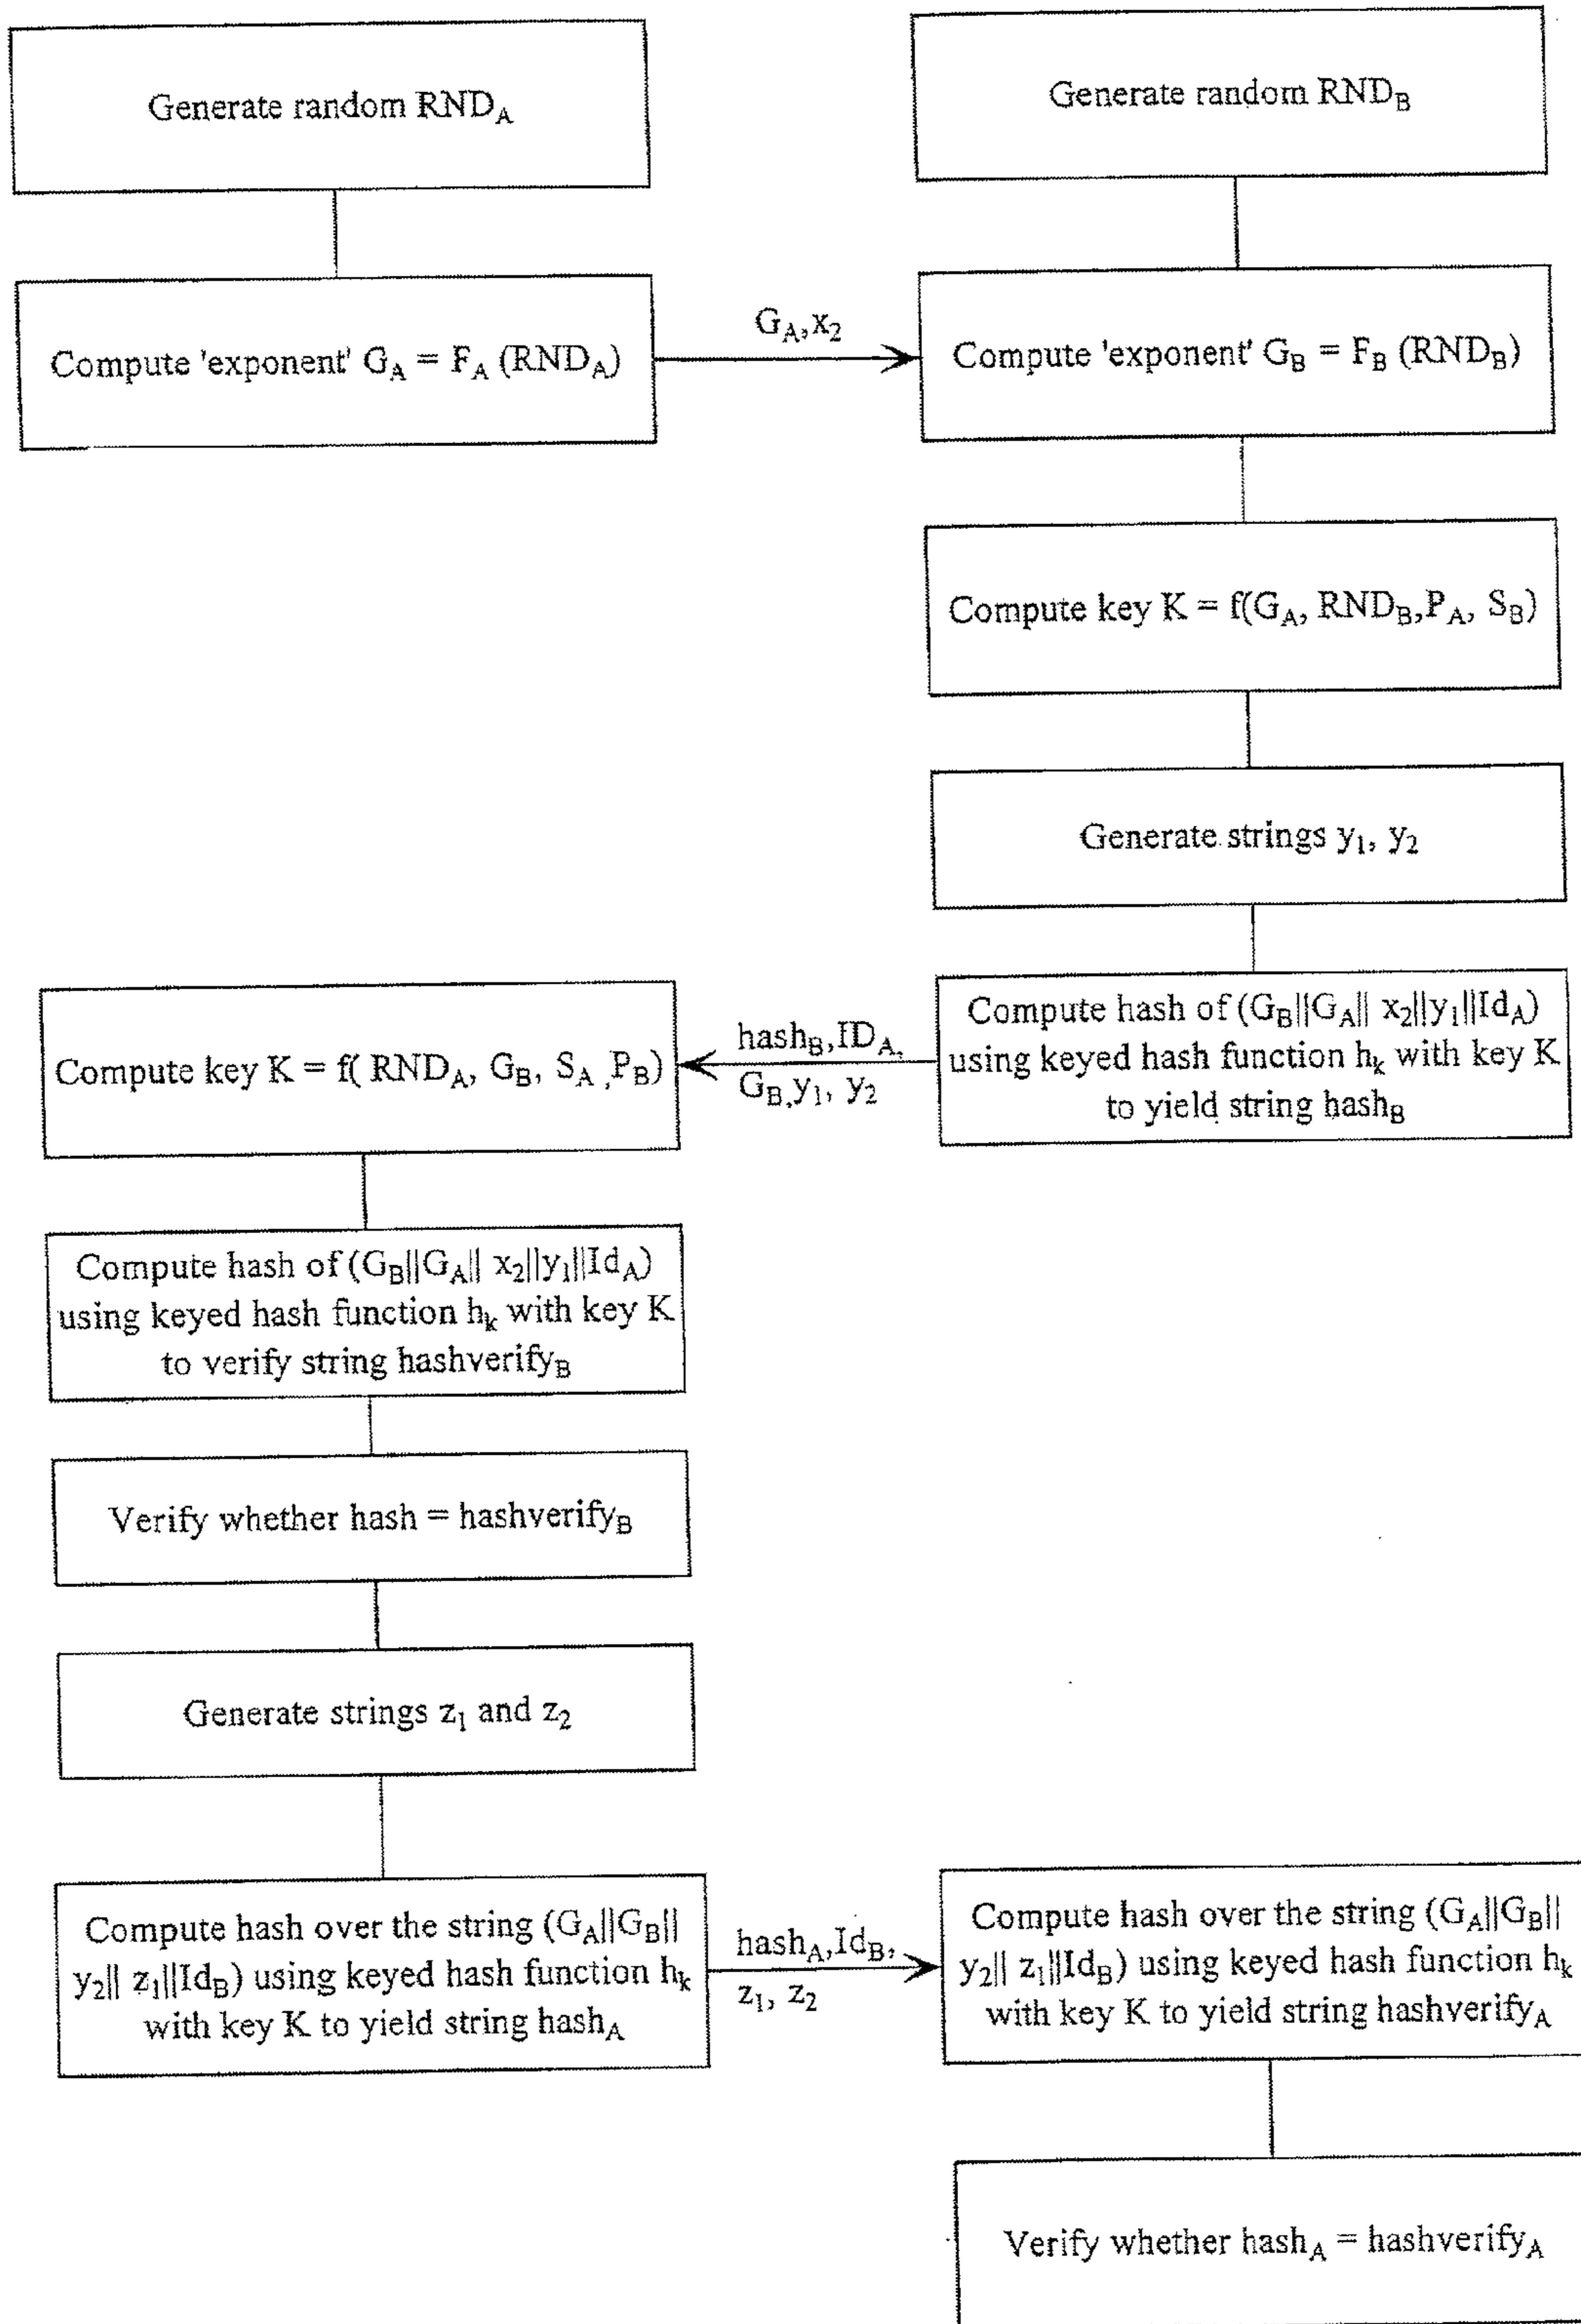 Generate random RND_A
Generate random RND_B
Compute 'exponent' G_A = F_A (RND_A)
G_A,x_2
Compute 'exponent' G_B = F_B (RND_B)
Compute key K = f(G_A, RND_B,P_A, S_B)
Generate strings y_1, y_2
Compute hash of (G_B||G_A|| x_2||y_1||Id_A)
using keyed hash function h_k with key K
to yield string hash_B
hash_B,ID_A,
G_B,y_1, y_2
Compute key K = f( RND_A, G_B, S_A ,P_B)
Compute hash of (G_B||G_A|| x_2||y_1||Id_A)
using keyed hash function h_k with key K
to verify string hashverify_B
Verify whether hash = hashverify_B
Generate strings z_1 and z_2
Compute hash over the string (G_A||G_B||
y_2|| z_1||Id_B) using keyed hash function h_k
with key K to yield string hash_A
hash_A,Id_B,
z_1, z_2
Compute hash over the string (G_A||G_B||
y_2|| z_1||Id_B) using keyed hash function h_k
with key K to yield string hashverify_A
Verify whether hash_A = hashverify_A